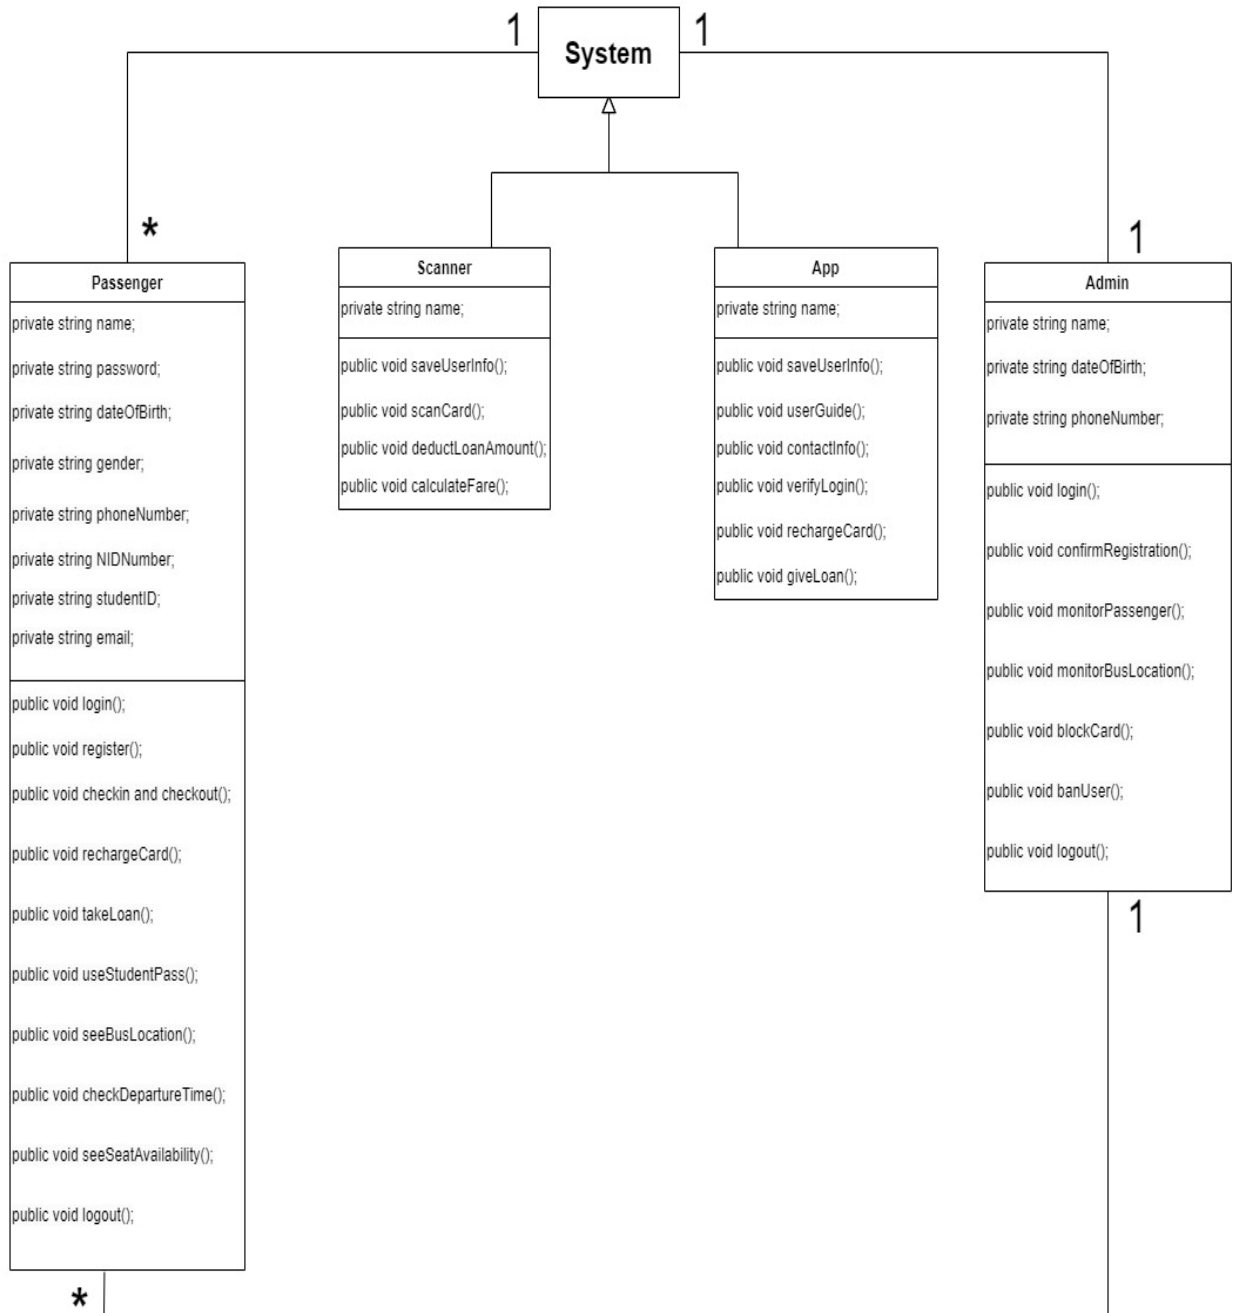 1
System
1
*
1
Passenger
private string name;
private string password;
private string dateOfBirth;
private string gender;
private string phoneNumber;
private string NIDNumber;
private string studentID;
private string email;
public void login();
public void register();
public void checkin and checkout();
public void rechargeCard();
public void takeLoan();
public void useStudentPass();
public void seeBusLocation();
public void checkDepartureTime();
public void seeSeatAvailability();
public void logout();
*
Scanner
private string name;
public void saveUserInfo();
public void scanCard();
public void deductLoanAmount();
public void calculateFare();
App
private string name;
public void saveUserInfo();
public void userGuide();
public void contactInfo();
public void verifyLogin();
public void rechargeCard();
public void giveLoan();
Admin
private string name;
private string dateOfBirth;
private string phoneNumber;
public void login();
public void confirmRegistration();
public void monitorPassenger();
public void monitorBusLocation();
public void blockCard();
public void banUser();
public void logout();
1